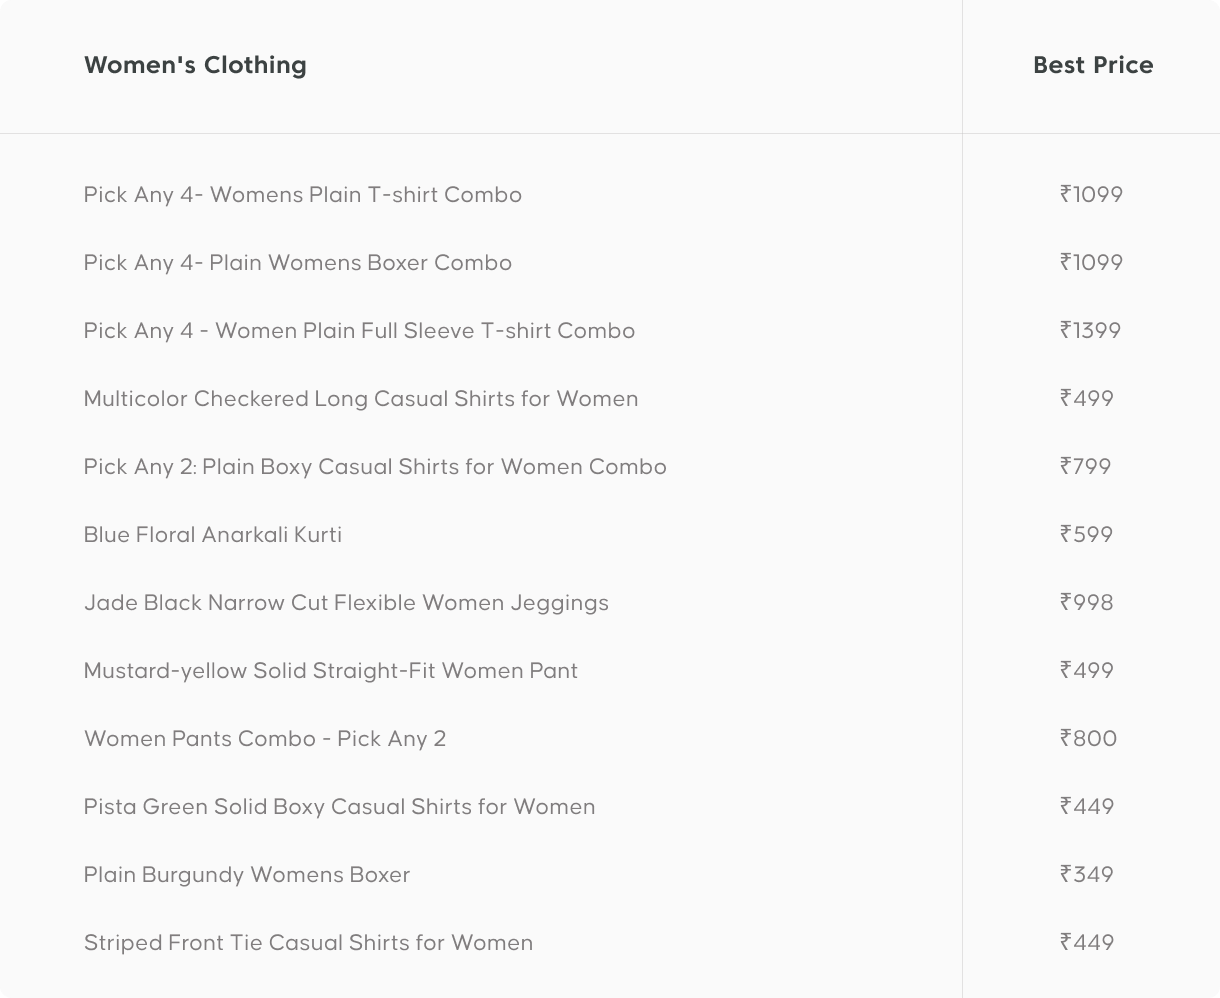 Women's Clothing Best Price
Pick Any 4- Womens Plain T-shirt Combo ₹1099
Pick Any 4- Plain Womens Boxer Combo ₹1099
Pick Any 4 - Women Plain Full Sleeve T-shirt Combo ₹1399
Multicolor Checkered Long Casual Shirts for Women ₹499
Pick Any 2: Plain Boxy Casual Shirts for Women Combo ₹799
Blue Floral Anarkali Kurti ₹599
Jade Black Narrow Cut Flexible Women Jeggings ₹998
Mustard-yellow Solid Straight-Fit Women Pant ₹499
Women Pants Combo - Pick Any 2 ₹800
Pista Green Solid Boxy Casual Shirts for Women ₹449
Plain Burgundy Womens Boxer ₹349
Striped Front Tie Casual Shirts for Women ₹449